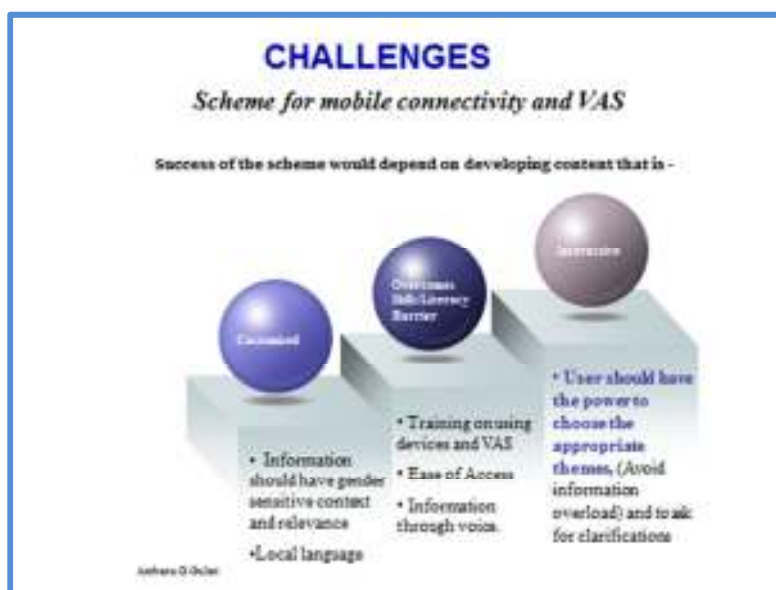 CHALLENGES
Scheme for mobile connectivity and VAS
Success of the scheme would depend on developing content that is -
Customized
Overcomes
Skills Literacy
Barrier
Interactive
• Information
should have gender
sensitive context
and relevance
•Local language
• Training on using
devices and VAS
• Ease of Access
• Information
through voice.
• User should have
the power to
choose the
appropriate
themes, (Avoid
information
overload) and to ask
for clarifications